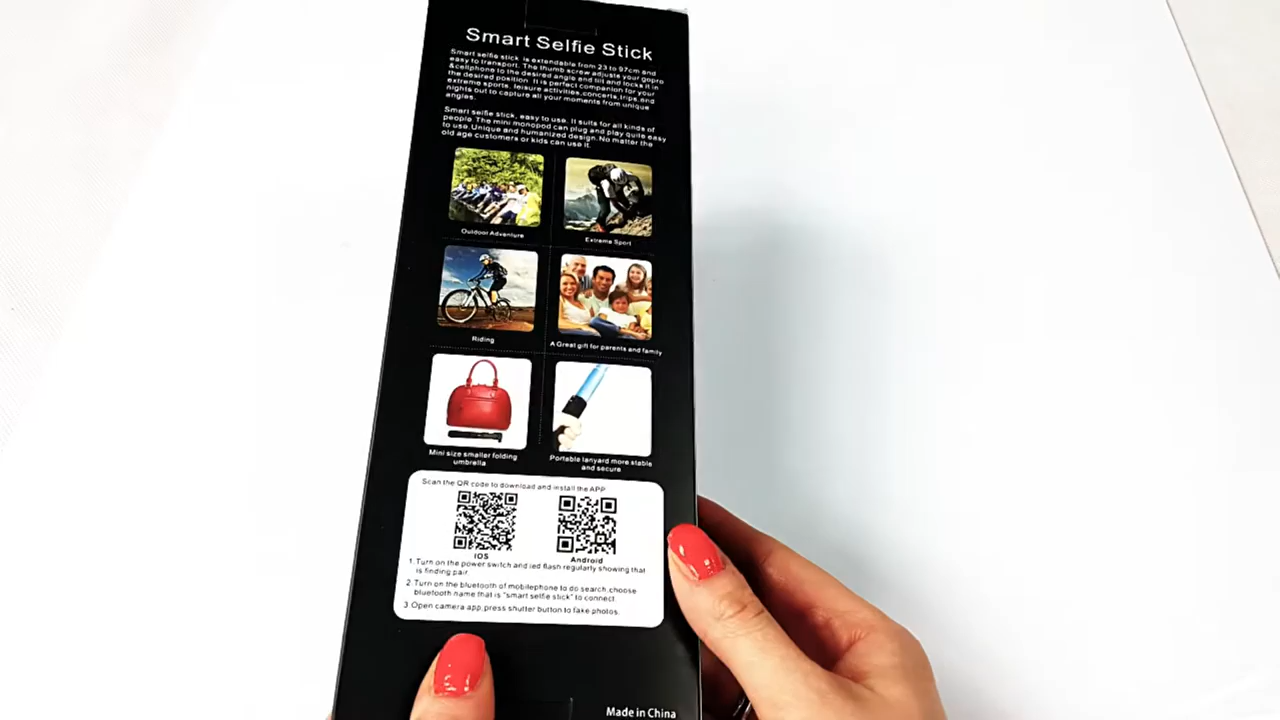 Smart Selfie Stick
Smart selfie stick is extendable from 23 to 97cm and
easy to transport. The thumb screw adjusts your gopro
&cellphone to the desired angle and tilt and locks it in
the desired position. It is perfect companion for your
extreme sports, leisure activities,concerts,trips,and
nights out to capture all your moments from unique
angles.
Smart selfie stick, easy to use. It suits for all kinds of
people. The mini monopod can plug and play quite easy
to use.Unique and humanized design. No matter the
old age customers or kids can use it.
Outdoor Adventure
Extreme Sport
Riding
A Great gift for parents and family
Mini size smaller folding
umbrella
Portable lanyard more stable
and secure
Scan the QR code to download and install the APP
iOS
Android
1.Turn on the power switch and led flash regularly showing that
is finding pair.
2.Turn on the bluetooth of mobilephone to do search,choose
bluetooth name that is "smart selfie stick" to connect.
3.Open camera app,press shutter button to take photos.
Made in China